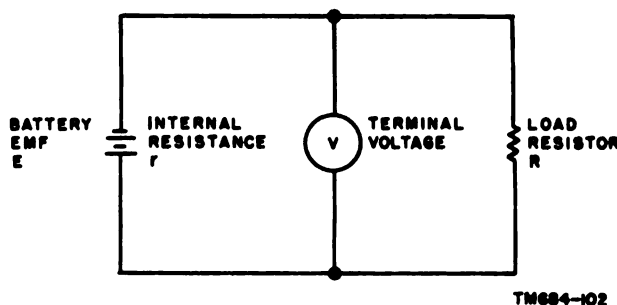 BATTERY
EMF
E
INTERNAL
RESISTANCE
r
V
TERMINAL
VOLTAGE
LOAD
RESISTOR
R
TM684-102